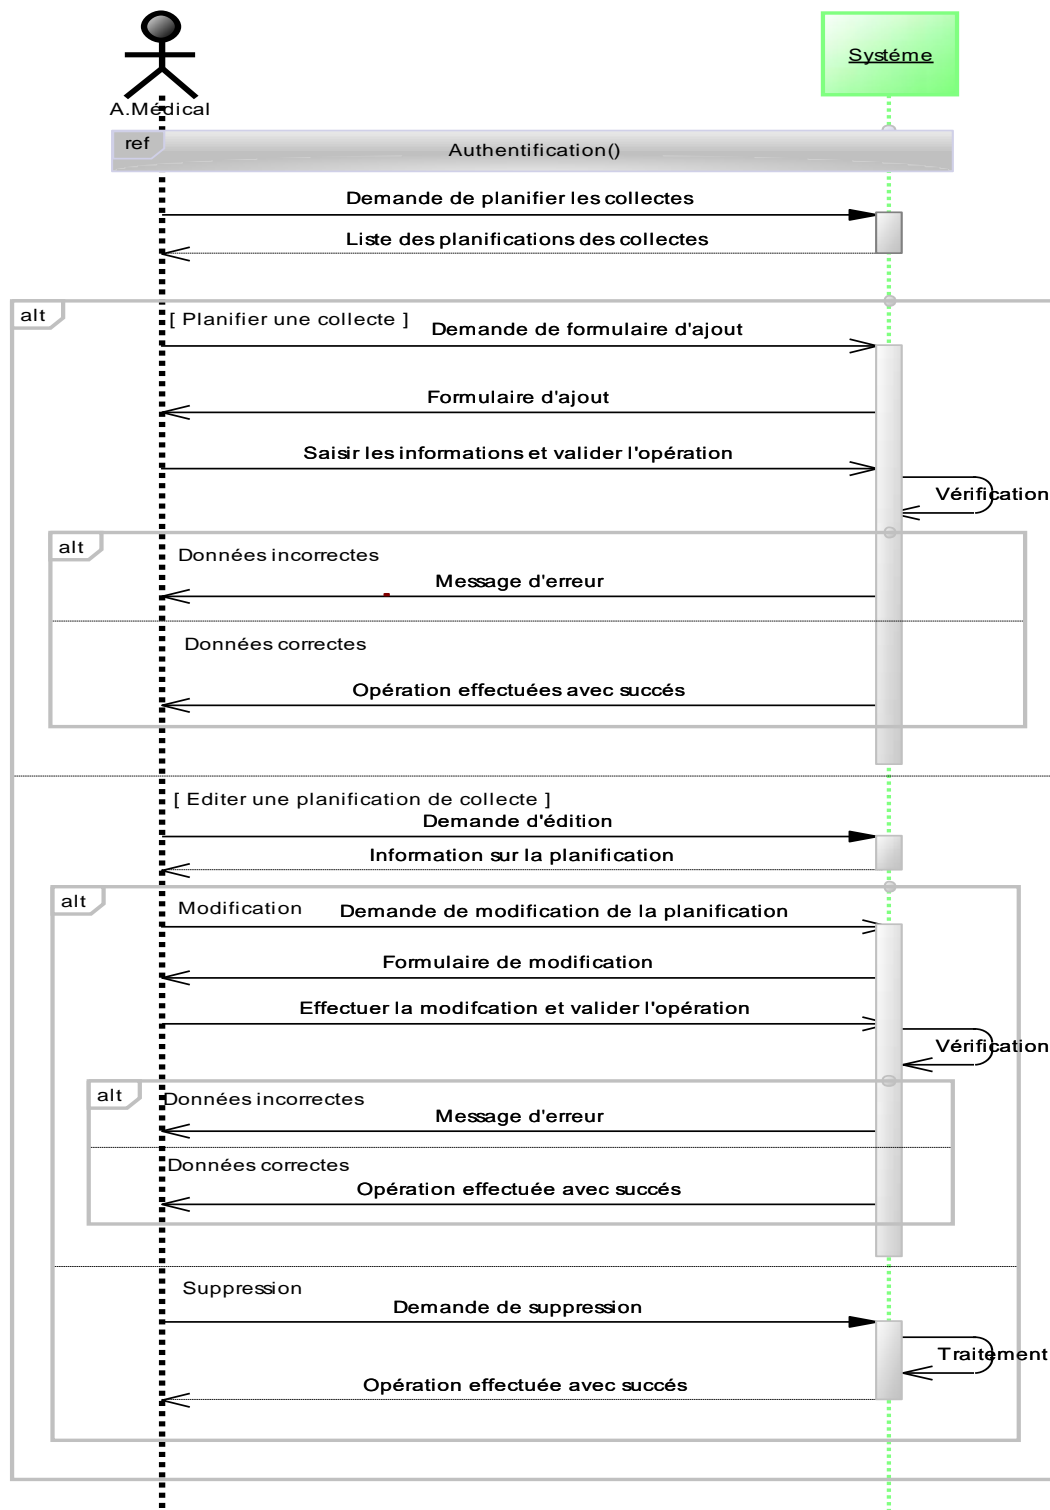 A.Médical
Systéme
ref
Authentification()
Demande de planifier les collectes
Liste des planifications des collectes
alt
[ Planifier une collecte ]
Demande de formulaire d'ajout
Formulaire d'ajout
Saisir les informations et valider l'opération
Vérification
alt
Données incorrectes
Message d'erreur
Données correctes
Opération effectuées avec succés
[ Editer une planification de collecte ]
Demande d'édition
Information sur la planification
alt
Modification
Demande de modification de la planification
Formulaire de modification
Effectuer la modifcation et valider l'opération
Vérification
alt
Données incorrectes
Message d'erreur
Données correctes
Opération effectuée avec succés
Suppression
Demande de suppression
Traitement
Opération effectuée avec succés